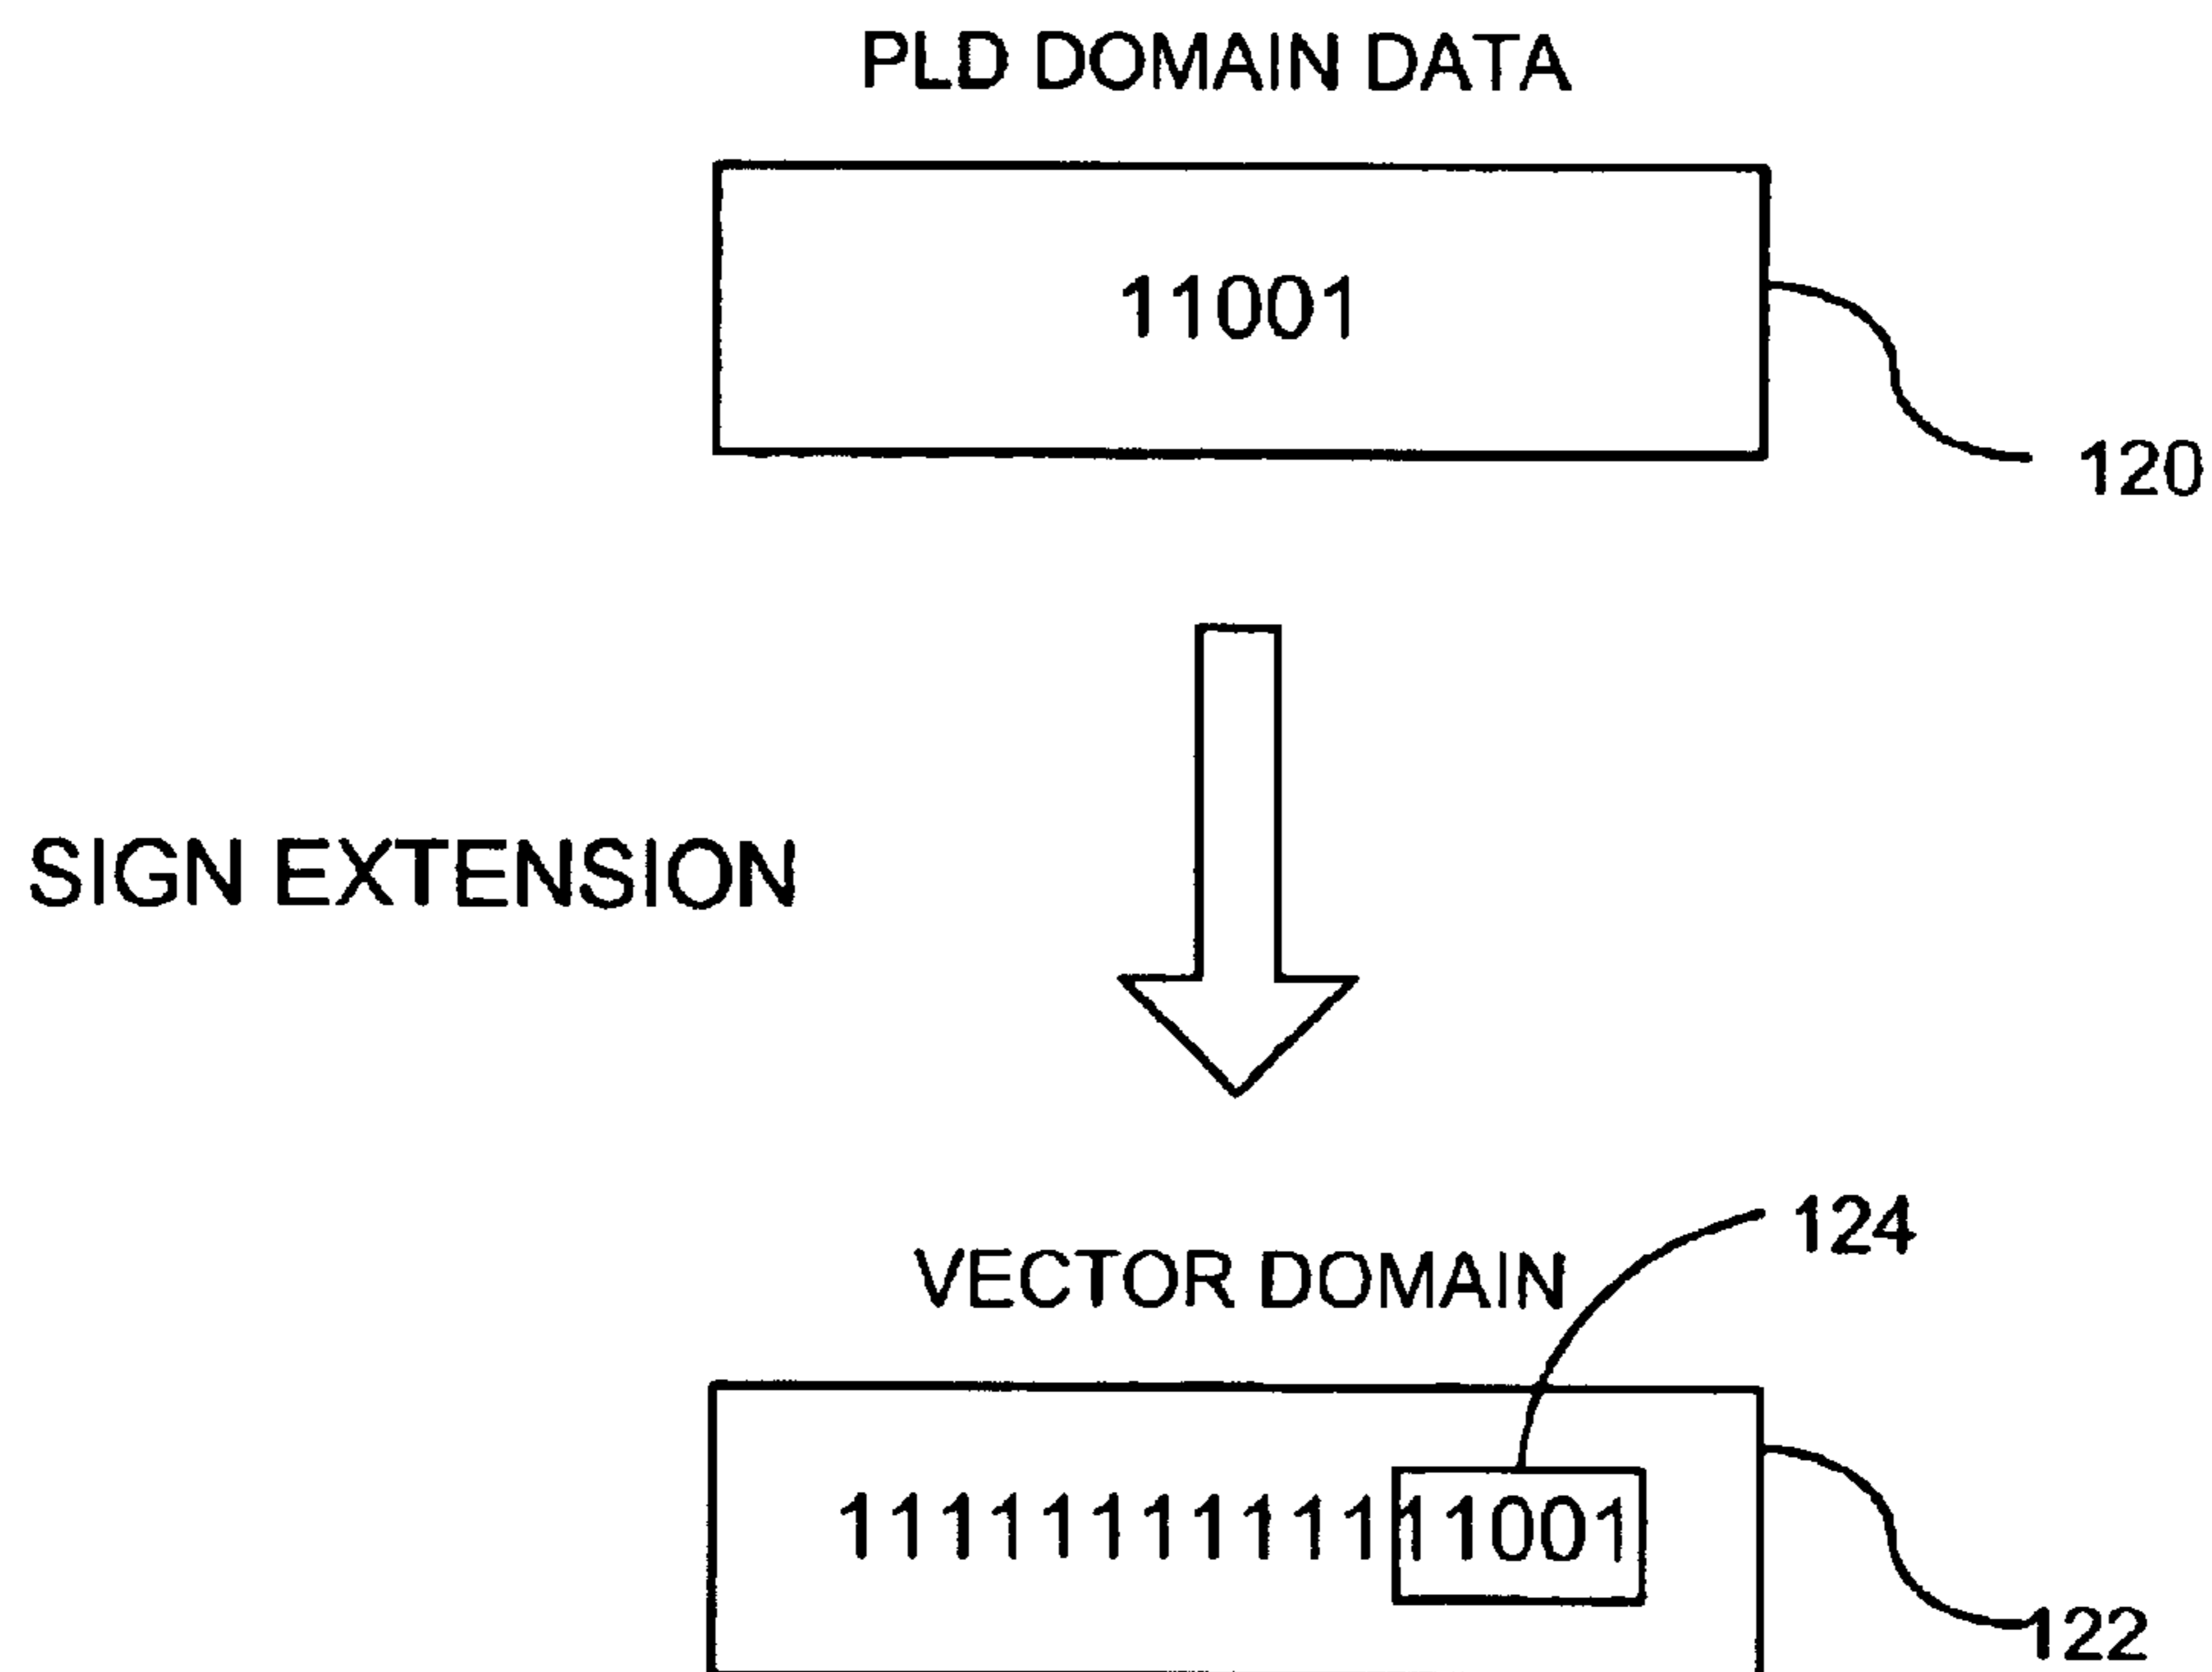 PLD DOMAIN DATA
11001
120
SIGN EXTENSION
124
VECTOR DOMAIN
1111111111111001
122